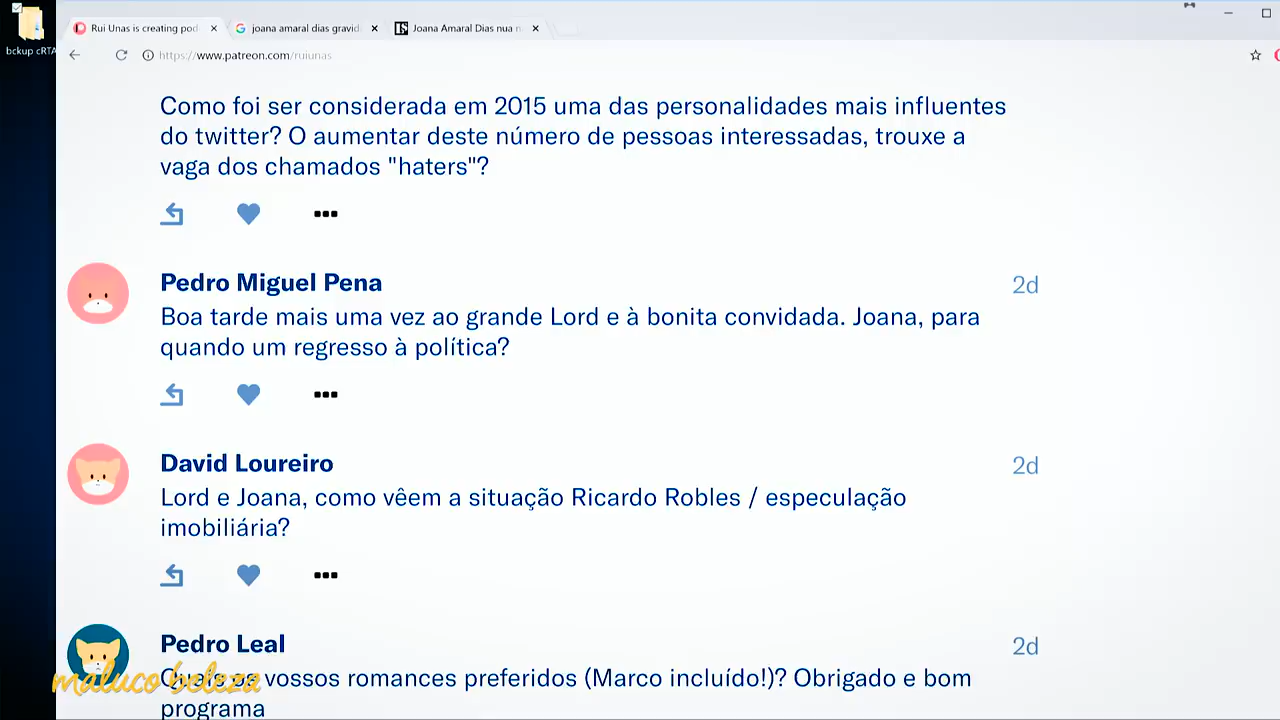 bckup cRTA
Rui Unas is creating pod
joana amaral dias gravid
Joana Amaral Dias nua n
https://www.patreon.com/ruiunas
Como foi ser considerada em 2015 uma das personalidades mais influentes
do twitter? O aumentar deste número de pessoas interessadas, trouxe a
vaga dos chamados "haters"?
Pedro Miguel Pena
2d
Boa tarde mais uma vez ao grande Lord e à bonita convidada. Joana, para
quando um regresso à política?
David Loureiro
2d
Lord e Joana, como vêem a situação Ricardo Robles / especulação
imobiliária?
Pedro Leal
2d
vossos romances preferidos (Marco incluído!)? Obrigado e bom
programa
maluco beleza